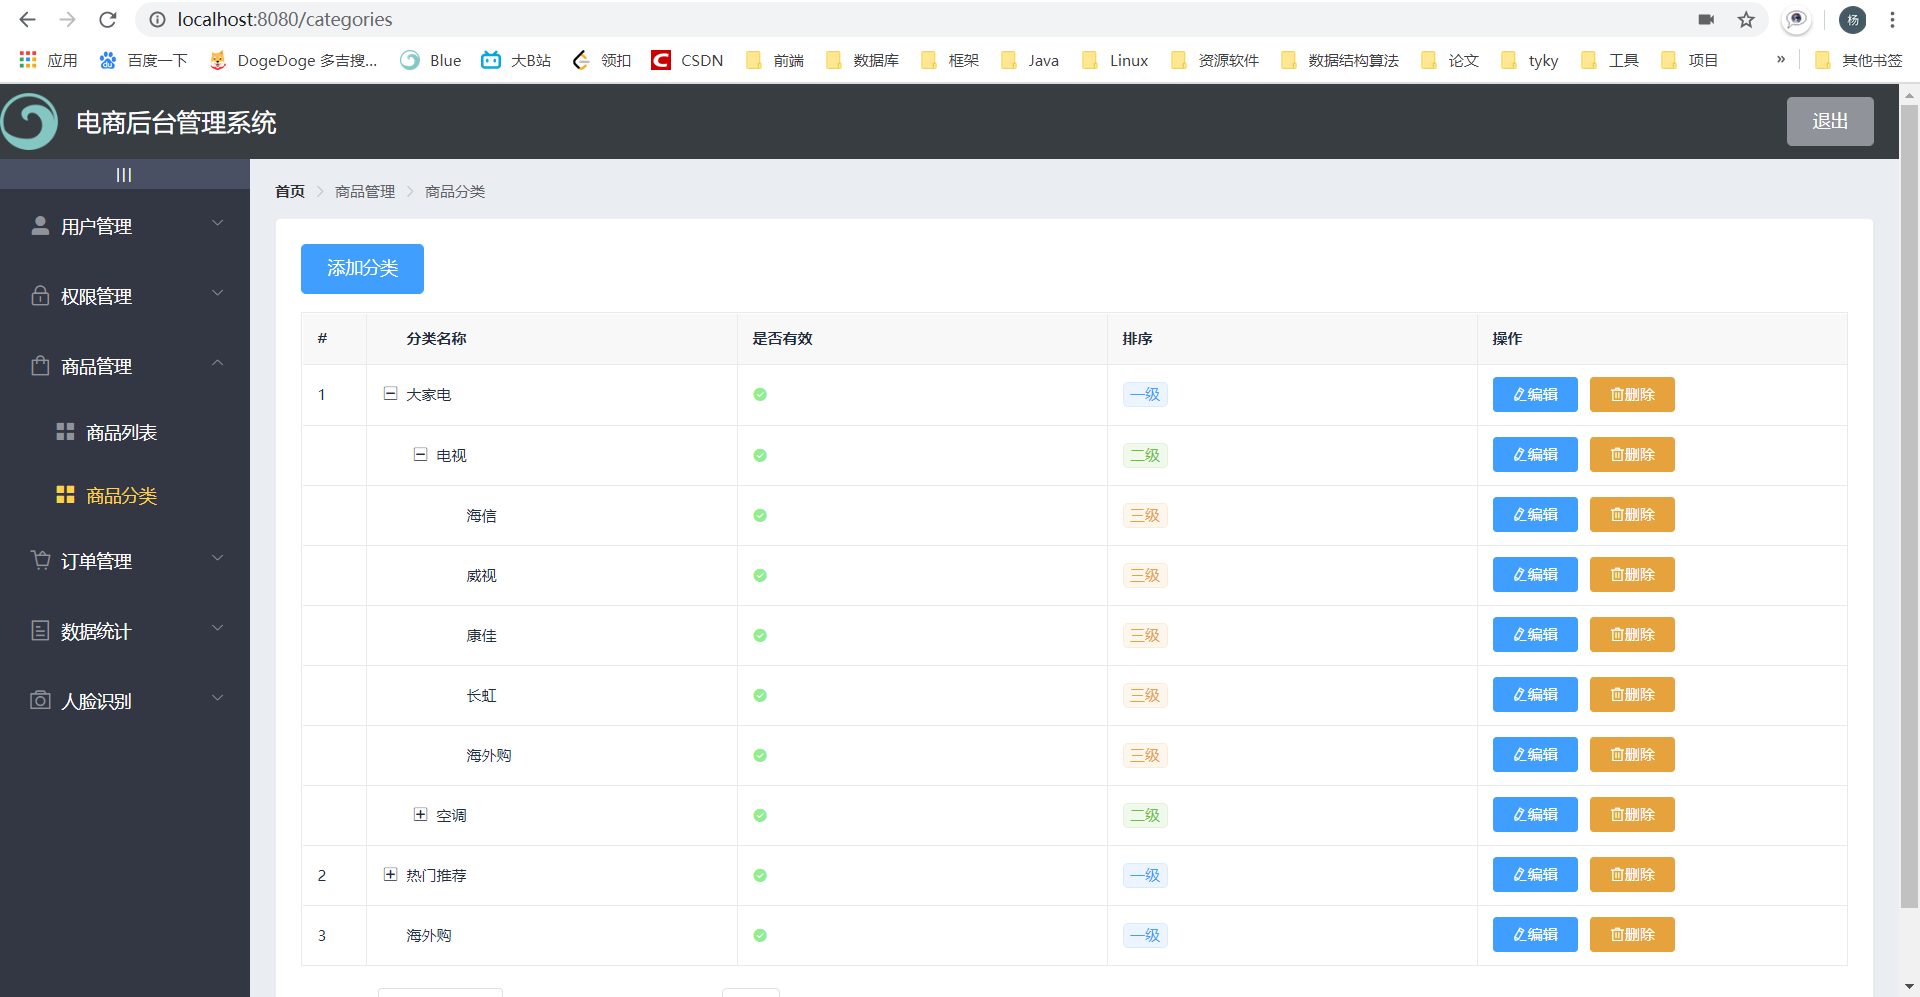 localhost:8080/categories
杨
应用 百度一下 DogeDoge 多吉搜... Blue 大B站 领扣 CSDN 前端 数据库 框架 Java Linux 资源软件 数据结构算法 论文 tyky 工具 项目 » 其他书签
电商后台管理系统
退出
|||
用户管理
权限管理
商品管理
商品列表
商品分类
订单管理
数据统计
人脸识别
首页 > 商品管理 > 商品分类
添加分类
# 分类名称 是否有效 排序 操作
1 大家电 一级 编辑 删除
电视 二级 编辑 删除
海信 三级 编辑 删除
威视 三级 编辑 删除
康佳 三级 编辑 删除
长虹 三级 编辑 删除
海外购 三级 编辑 删除
空调 二级 编辑 删除
2 热门推荐 一级 编辑 删除
3 海外购 一级 编辑 删除